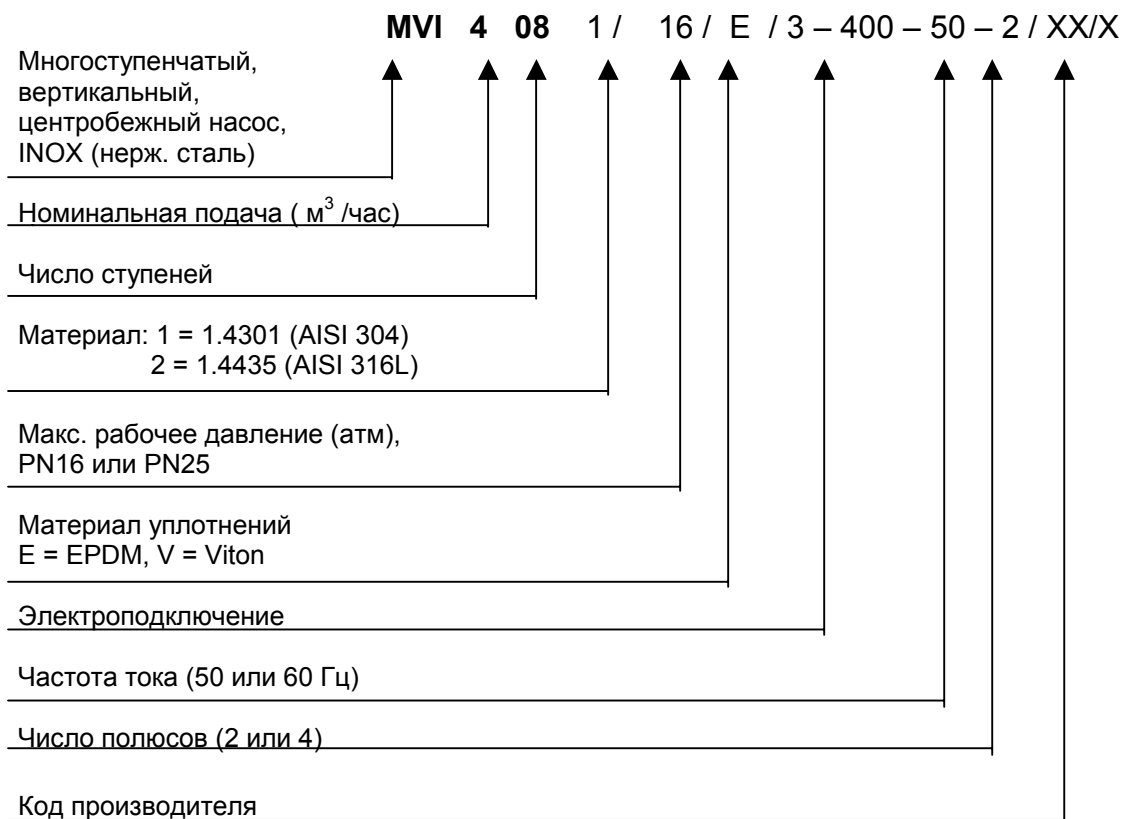 MVI 4 08 1 / 16 / E / 3 – 400 – 50 – 2 / XX/X
Многоступенчатый,
вертикальный,
центробежный насос,
INOX (нерж. сталь)
Номинальная подача ( м³ /час)
Число ступеней
Материал: 1 = 1.4301 (AISI 304)
2 = 1.4435 (AISI 316L)
Макс. рабочее давление (атм),
PN16 или PN25
Материал уплотнений
E = EPDM, V = Viton
Электроподключение
Частота тока (50 или 60 Гц)
Число полюсов (2 или 4)
Код производителя